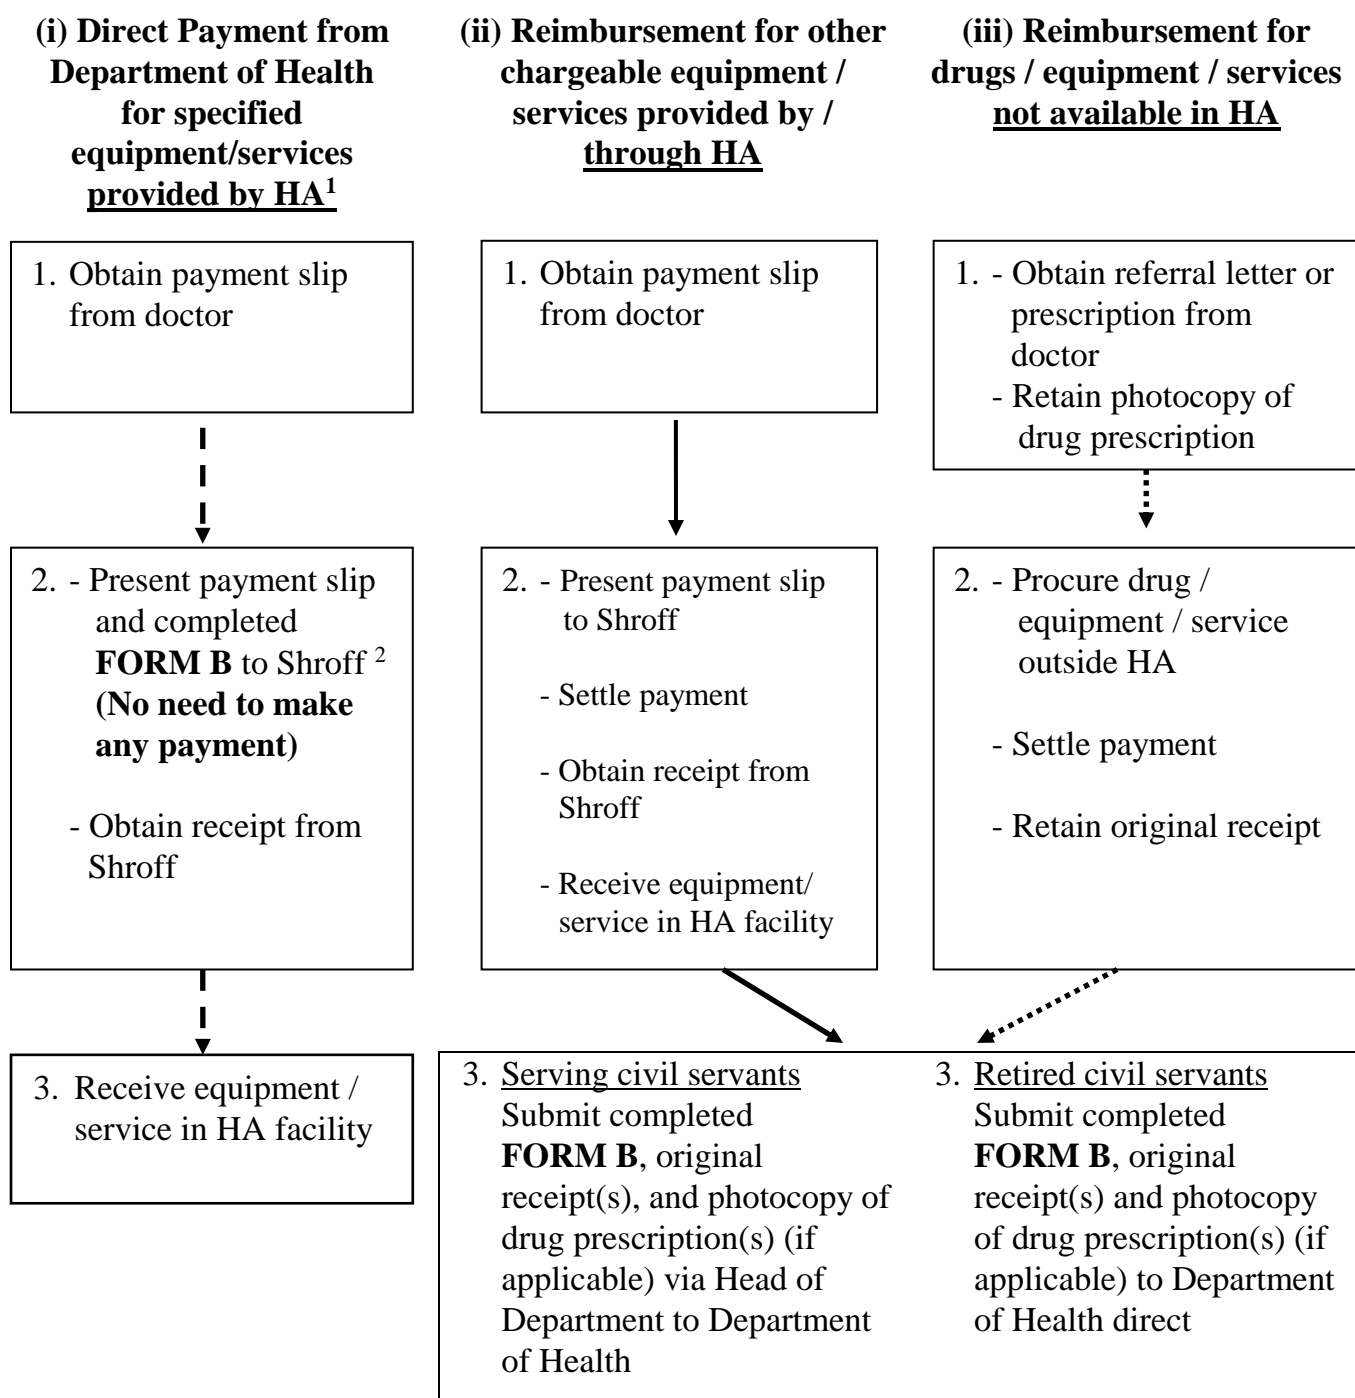 (i) Direct Payment from
Department of Health
for specified
equipment/services
provided by HA1
(ii) Reimbursement for other
chargeable equipment /
services provided by /
through HA
(iii) Reimbursement for
drugs / equipment / services
not available in HA
1. Obtain payment slip
from doctor
1. Obtain payment slip
from doctor
1. - Obtain referral letter or
prescription from
doctor
- Retain photocopy of
drug prescription
2. - Present payment slip
and completed
FORM B to Shroff 2
(No need to make
any payment)
- Obtain receipt from
Shroff
2. - Present payment slip
to Shroff
- Settle payment
- Obtain receipt from
Shroff
- Receive equipment/
service in HA facility
2. - Procure drug /
equipment / service
outside HA
- Settle payment
- Retain original receipt
3. Receive equipment /
service in HA facility
3. Serving civil servants
Submit completed
FORM B, original
receipt(s), and photocopy of
drug prescription(s) (if
applicable) via Head of
Department to Department
of Health
3. Retired civil servants
Submit completed
FORM B, original
receipt(s) and photocopy
of drug prescription(s) (if
applicable) to Department
of Health direct